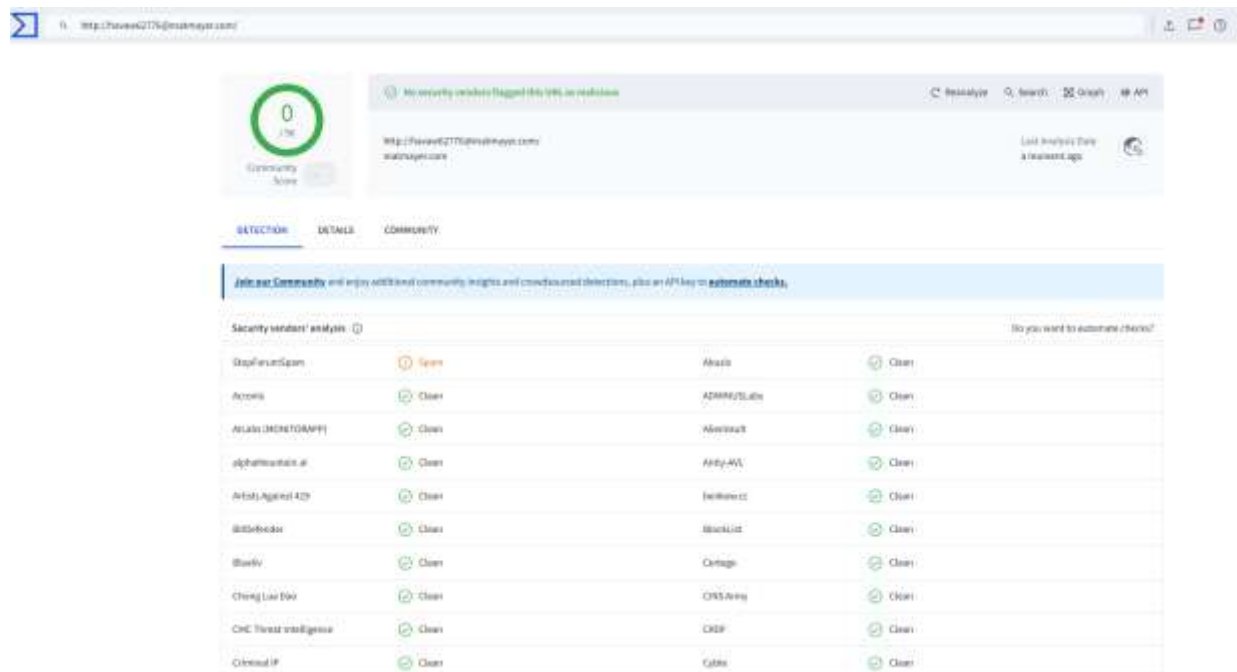 0
Community
Score
No security vendors flagged this URL as malicious
Reanalyze Search Graph API
matmayer.com
Last Analysis Date
a moment ago
DETECTION DETAILS COMMUNITY
Join our Community and enjoy additional community insights and crowdsourced detections, plus an API key to automate checks.
Security vendors' analysis Do you want to automate checks?
StopForumSpam Spam Abusix Clean
Acronis Clean ADMINUSLabs Clean
AILabs (MONITORAPP) Clean AlienVault Clean
alphaMountain.ai Clean Antiy-AVL Clean
Artists Against 419 Clean benkow.cc Clean
BitDefender Clean BlockList Clean
Blueliv Clean Certego Clean
Chong Lua Dao Clean CINS Army Clean
CMC Threat Intelligence Clean CRDF Clean
Criminal IP Clean Cyble Clean